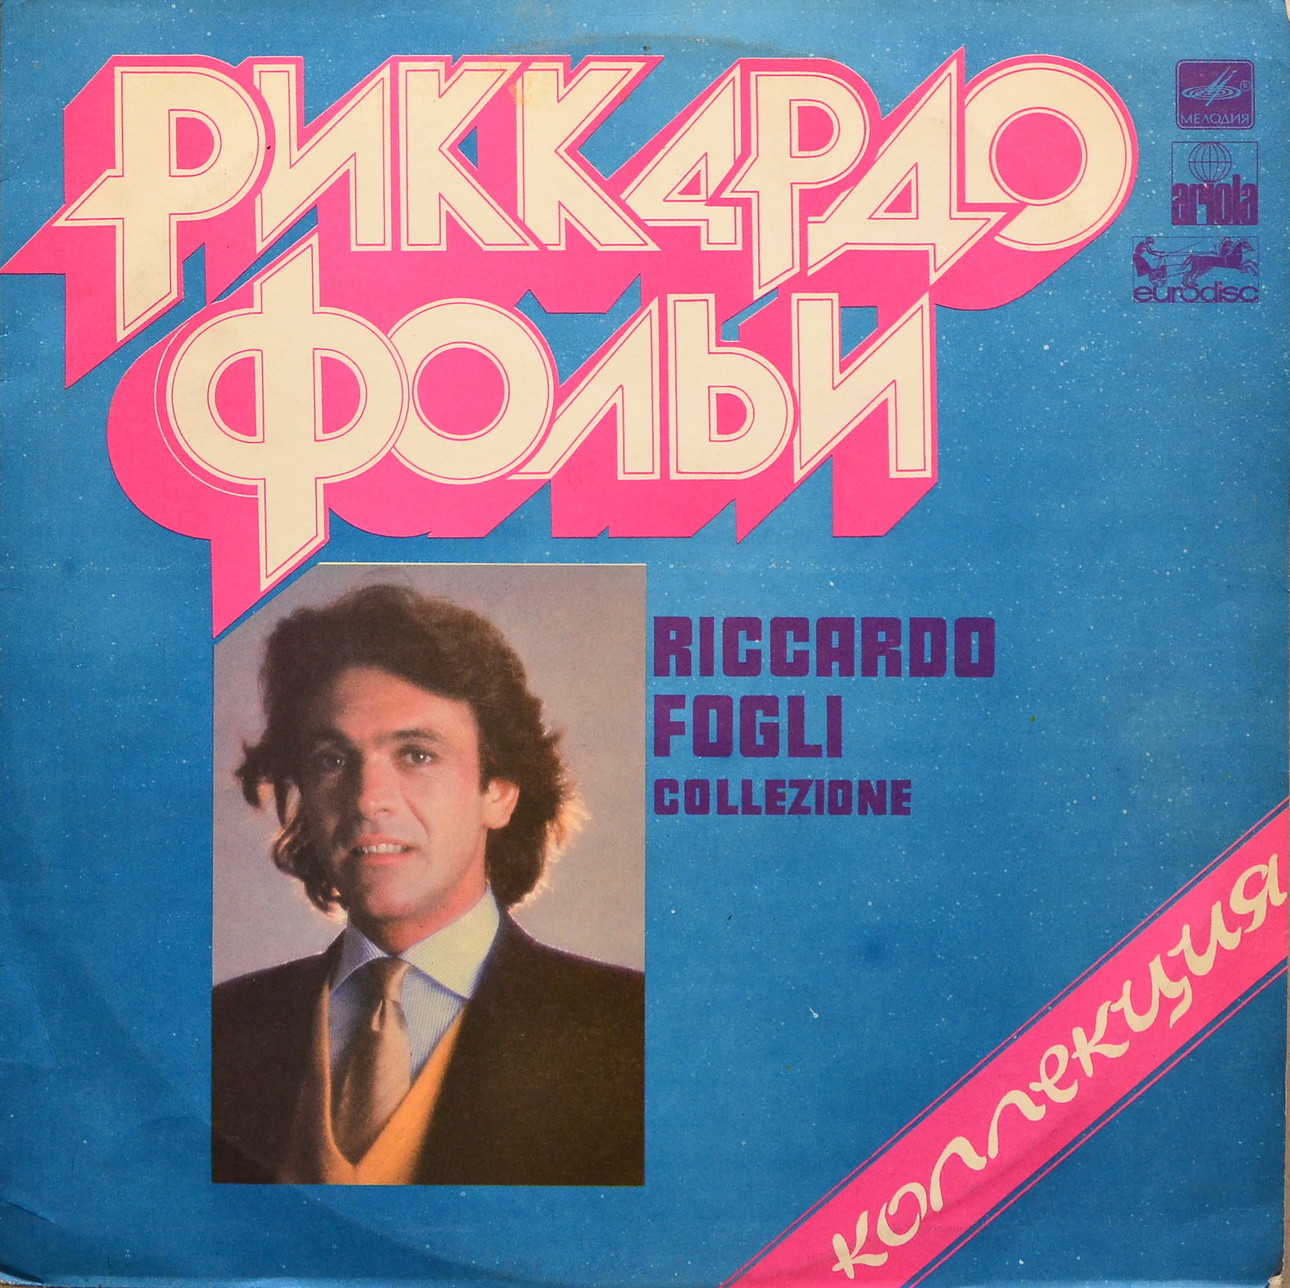 РИККАРДО
ФОЛЬИ
МЕЛОДИЯ
ariola
eurodisc
RICCARDO
FOGLI
COLLEZIONE
коллекция